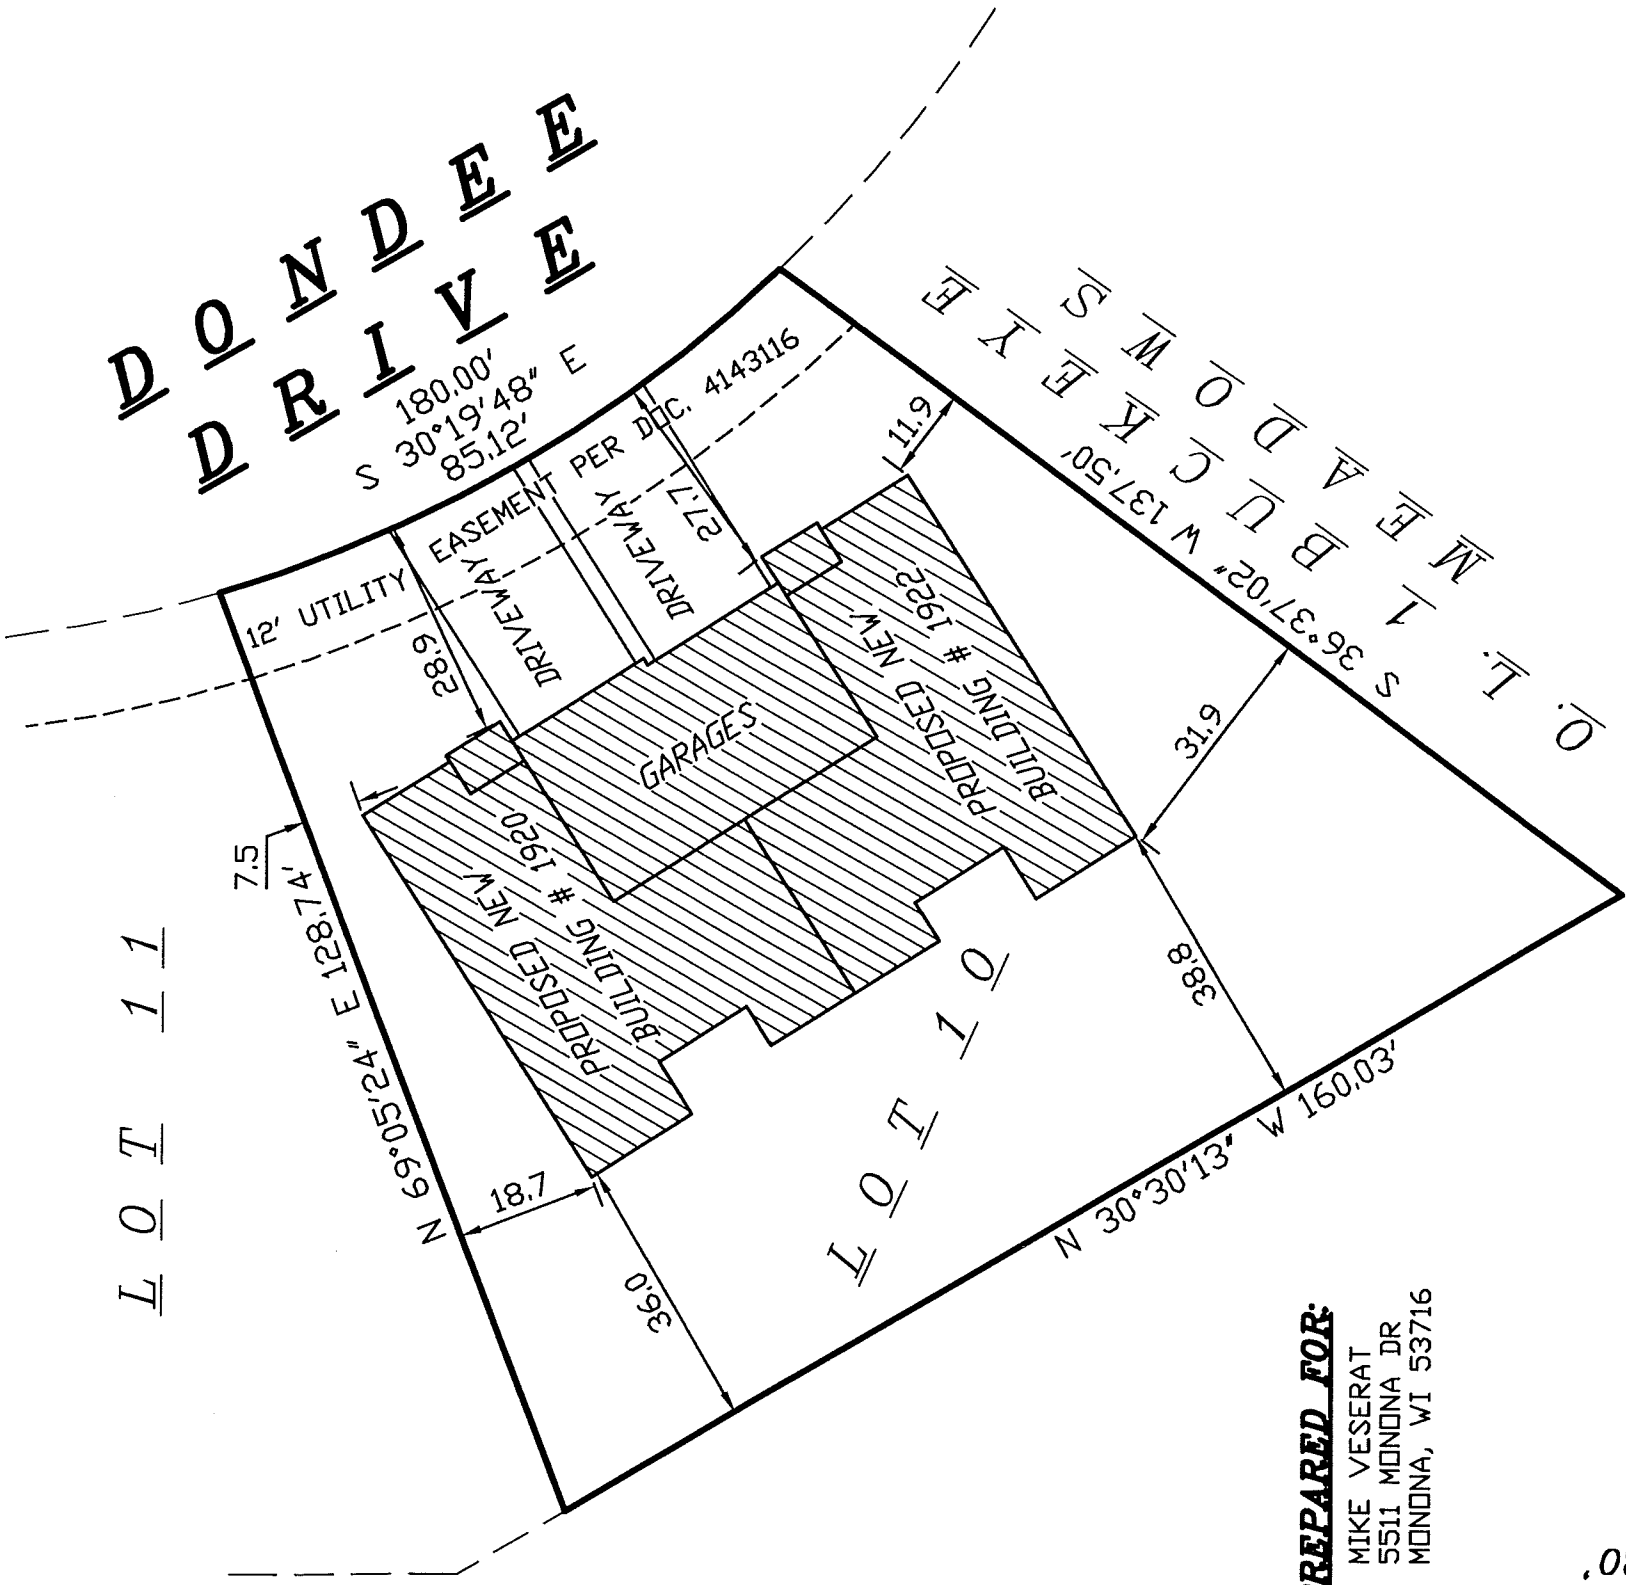 DONDEE
DRIVE
180.00'
S 30°19'48" E
85.12'
12' UTILITY EASEMENT PER DOC. 4143116
DRIVEWAY
DRIVEWAY
28.9
27.7
11.9
7.5
GARAGES
PROPOSED NEW
BUILDING # 1920
PROPOSED NEW
BUILDING # 1922
31.9
38.8
18.7
36.0
N 69°05'24" E 128.74'
S 36°37'02" W 137.50'
N 30°30'13" W 160.03'
LOT 11
LOT 10
O.L. 1 BUCKEYE
MEADOWS
REPARED FOR:
MIKE VESERAT
5511 MONONA DR
MONONA, WI 53716